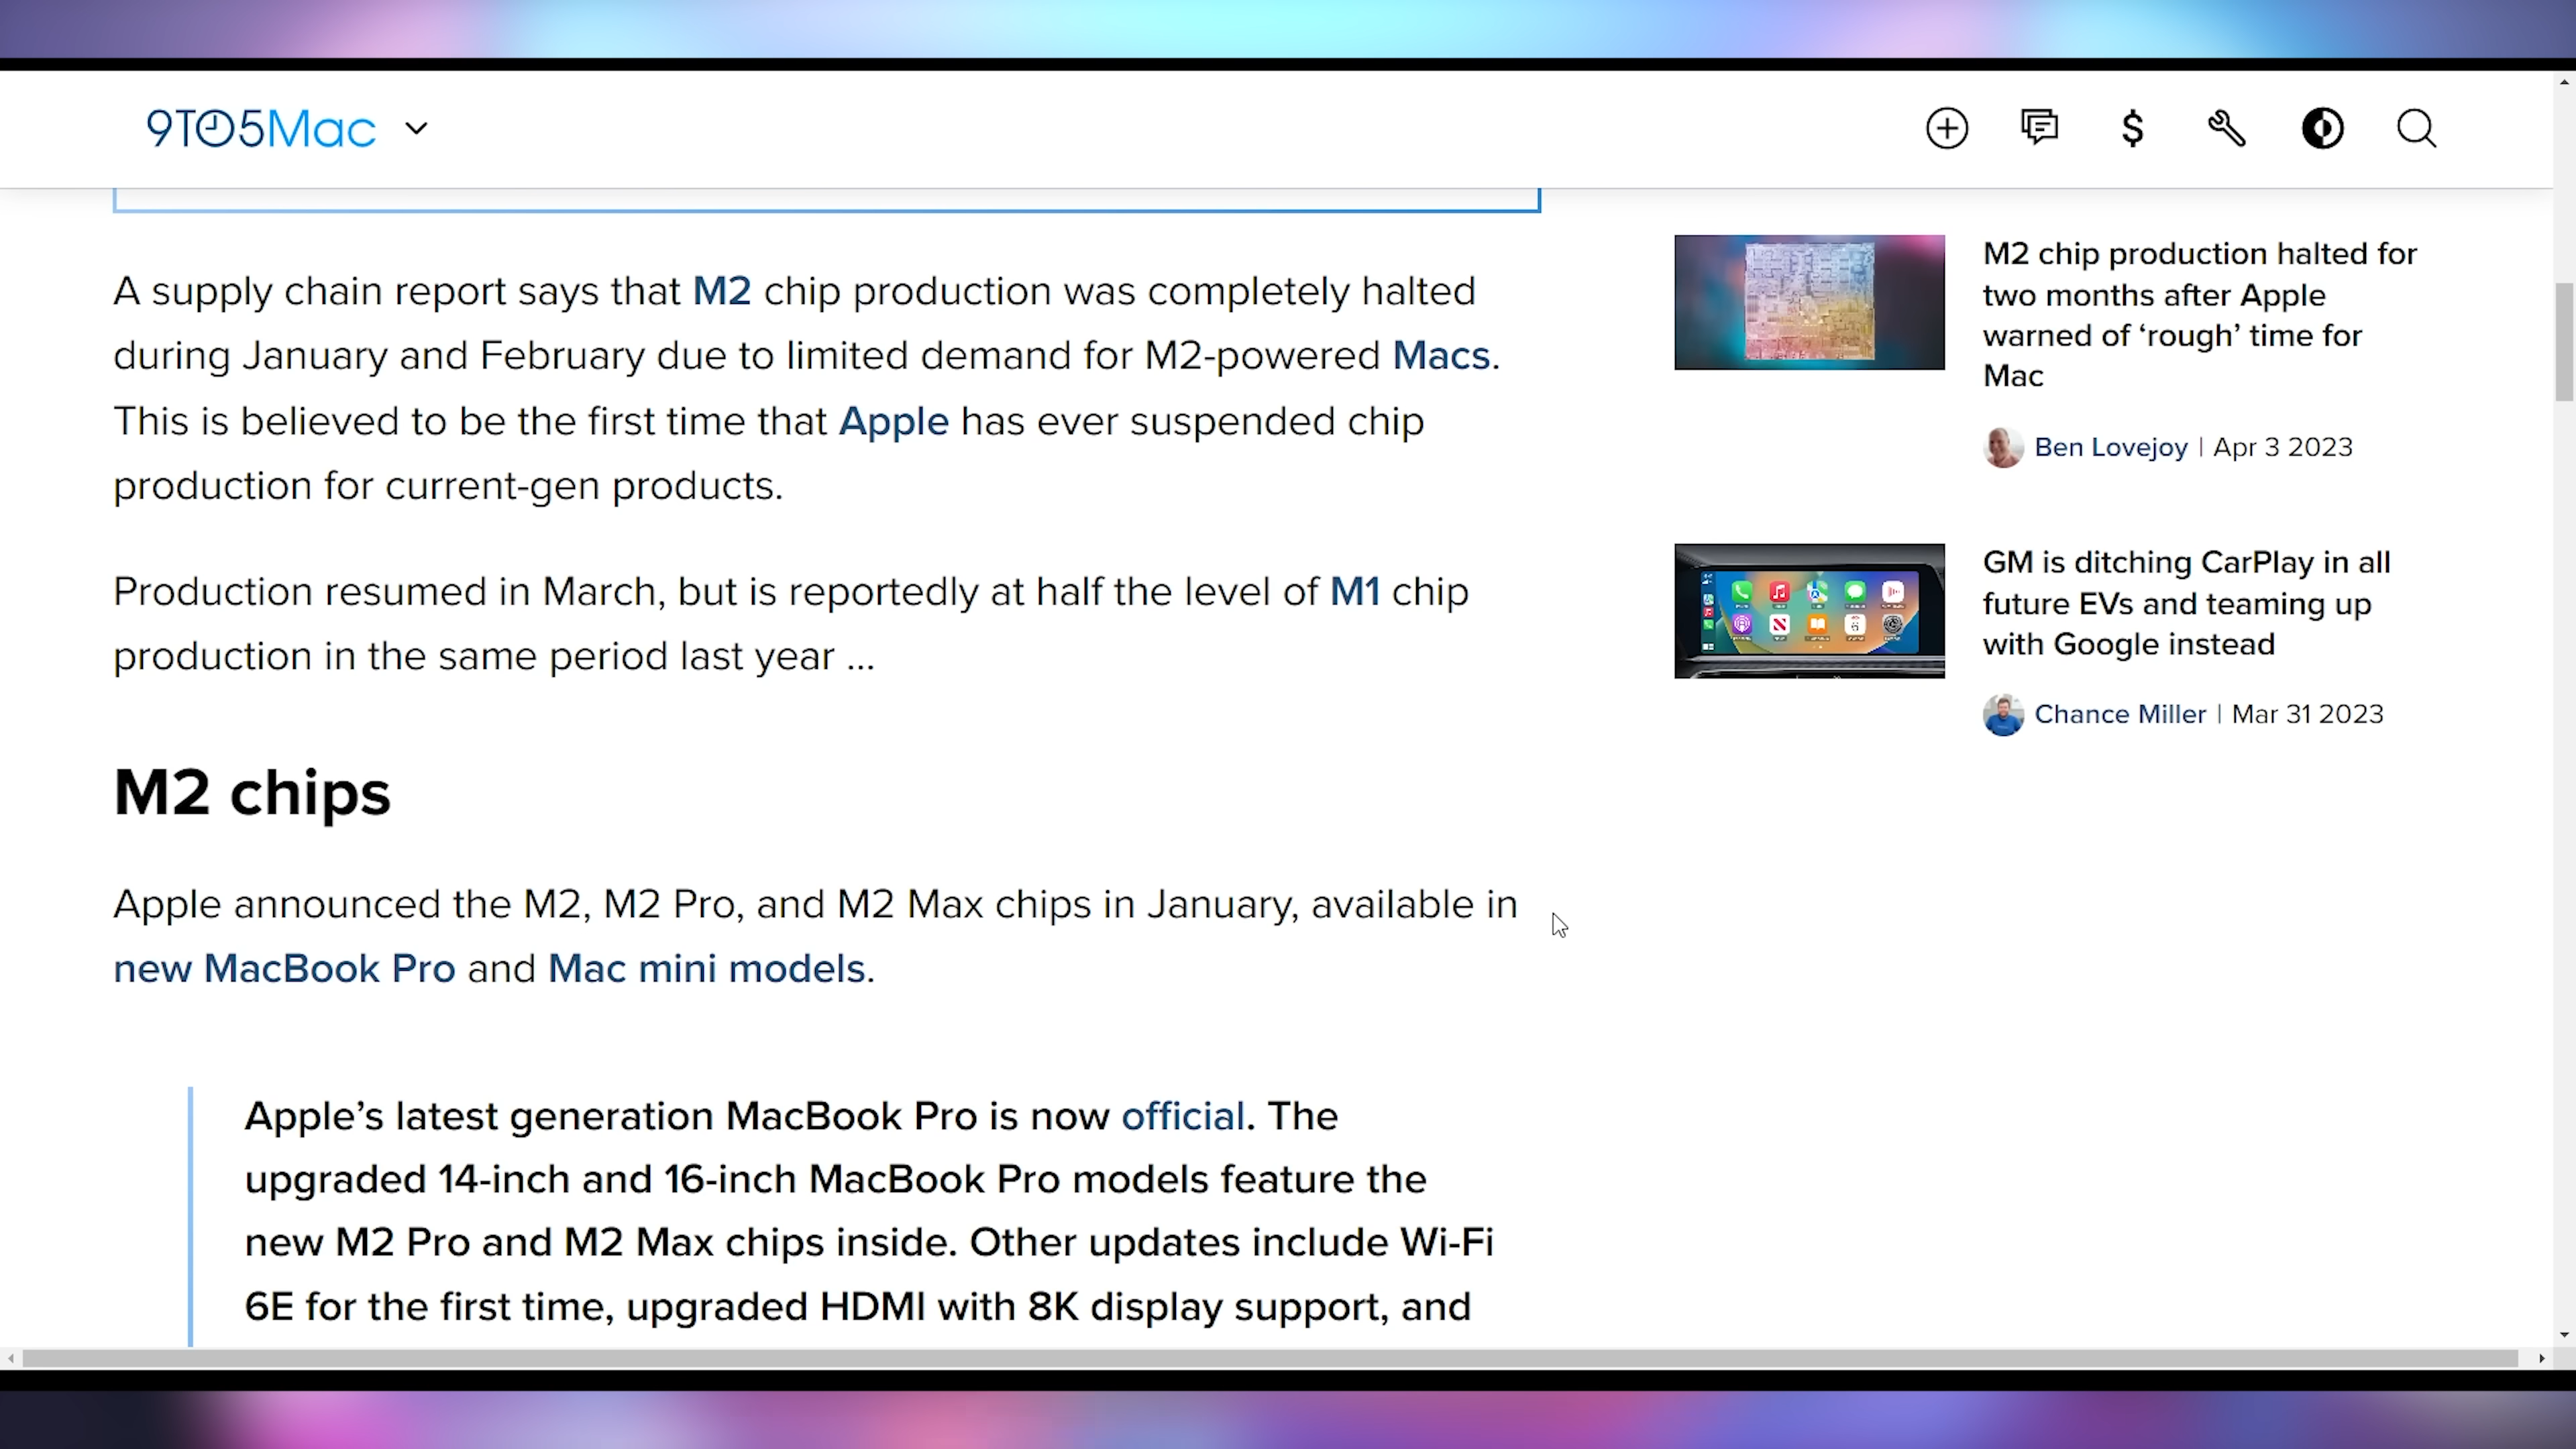 9TO5Mac
A supply chain report says that M2 chip production was completely halted
during January and February due to limited demand for M2-powered Macs.
This is believed to be the first time that Apple has ever suspended chip
production for current-gen products.
Production resumed in March, but is reportedly at half the level of M1 chip
production in the same period last year ...
M2 chips
Apple announced the M2, M2 Pro, and M2 Max chips in January, available in
new MacBook Pro and Mac mini models.
Apple’s latest generation MacBook Pro is now official. The
upgraded 14-inch and 16-inch MacBook Pro models feature the
new M2 Pro and M2 Max chips inside. Other updates include Wi-Fi
6E for the first time, upgraded HDMI with 8K display support, and
M2 chip production halted for
two months after Apple
warned of ‘rough’ time for
Mac
Ben Lovejoy | Apr 3 2023
GM is ditching CarPlay in all
future EVs and teaming up
with Google instead
Chance Miller | Mar 31 2023